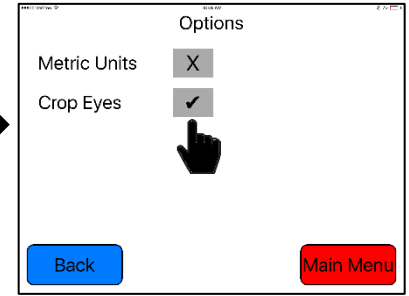 Options
Metric Units X
Crop Eyes ✔
Back
Main Menu